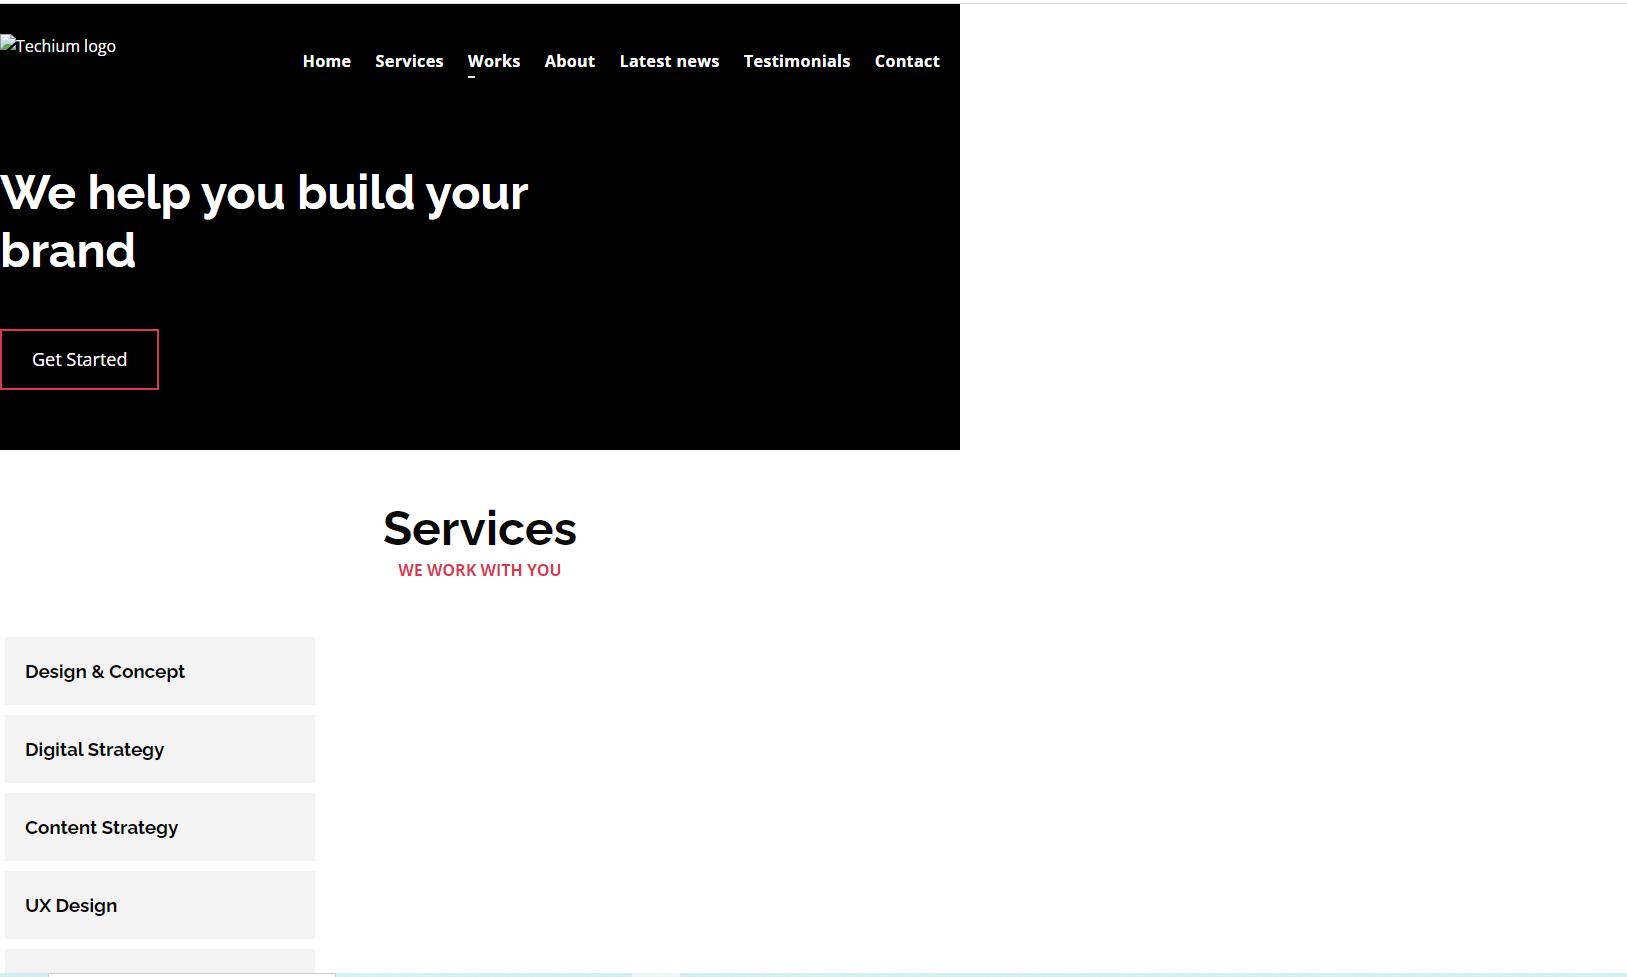 Techium logo
Home Services Works About Latest news Testimonials Contact
We help you build your
brand
Get Started
Services
WE WORK WITH YOU
Design & Concept
Digital Strategy
Content Strategy
UX Design